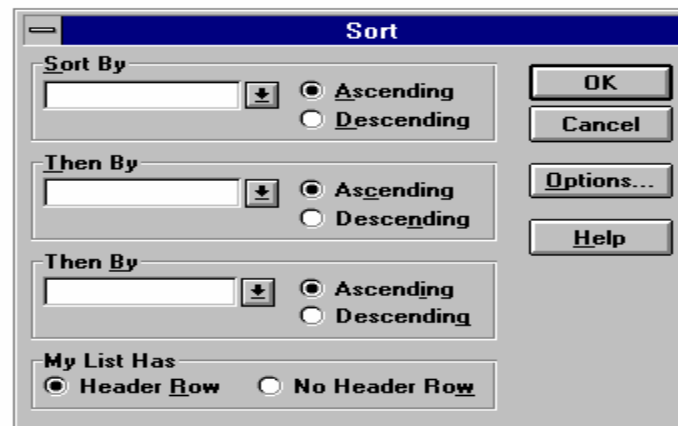 Sort
Sort By
Ascending
Descending
OK
Cancel
Then By
Ascending
Descending
Options...
Help
Then By
Ascending
Descending
My List Has
Header Row
No Header Row